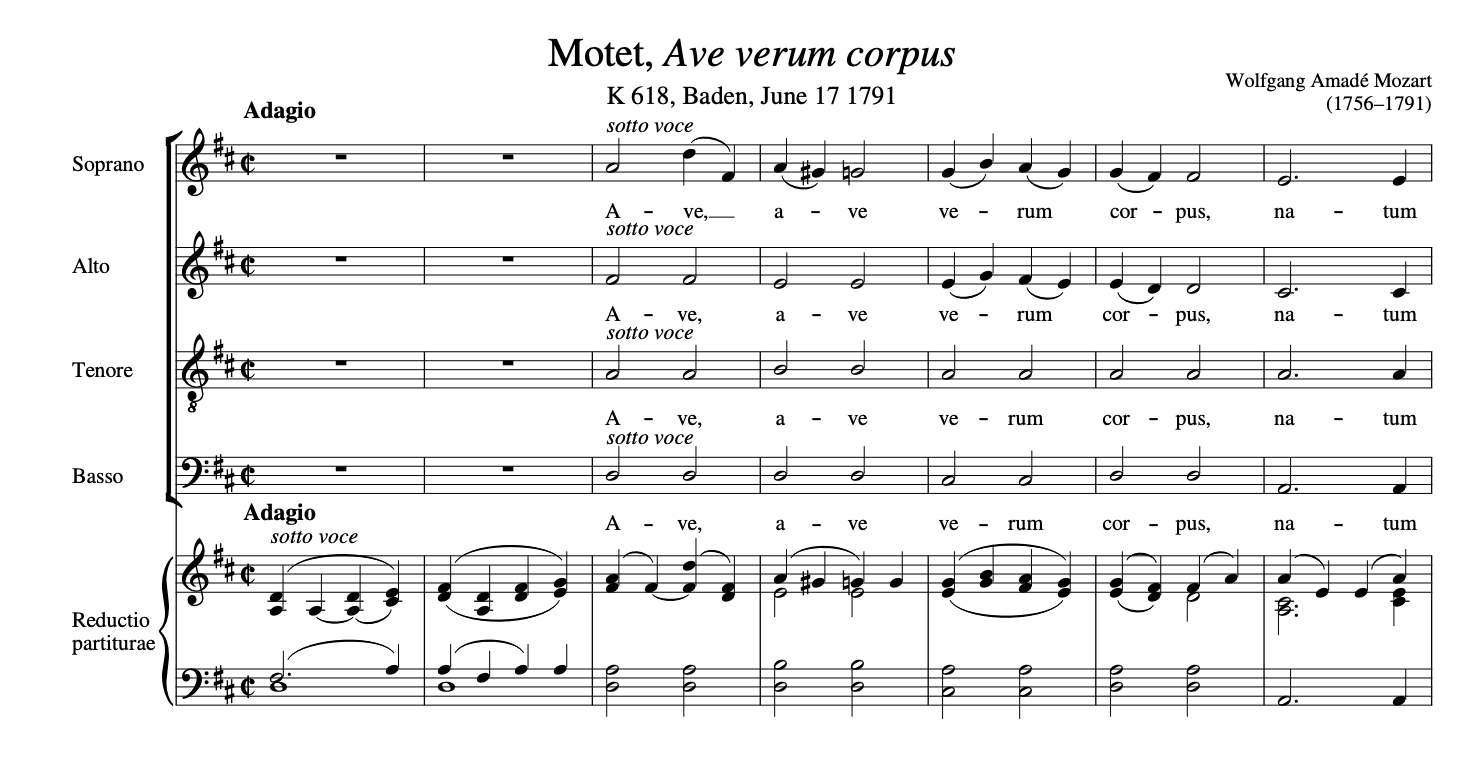 Motet, Ave verum corpus
K 618, Baden, June 17 1791
Wolfgang Amadé Mozart
(1756–1791)
Adagio
sotto voce
Soprano
A - ve, a - ve ve - rum cor - pus, na - tum
sotto voce
Alto
A - ve, a - ve ve - rum cor - pus, na - tum
sotto voce
Tenore
8
A - ve, a - ve ve - rum cor - pus, na - tum
sotto voce
Basso
Adagio
A - ve, a - ve ve - rum cor - pus, na - tum
sotto voce
Reductio
partiturae